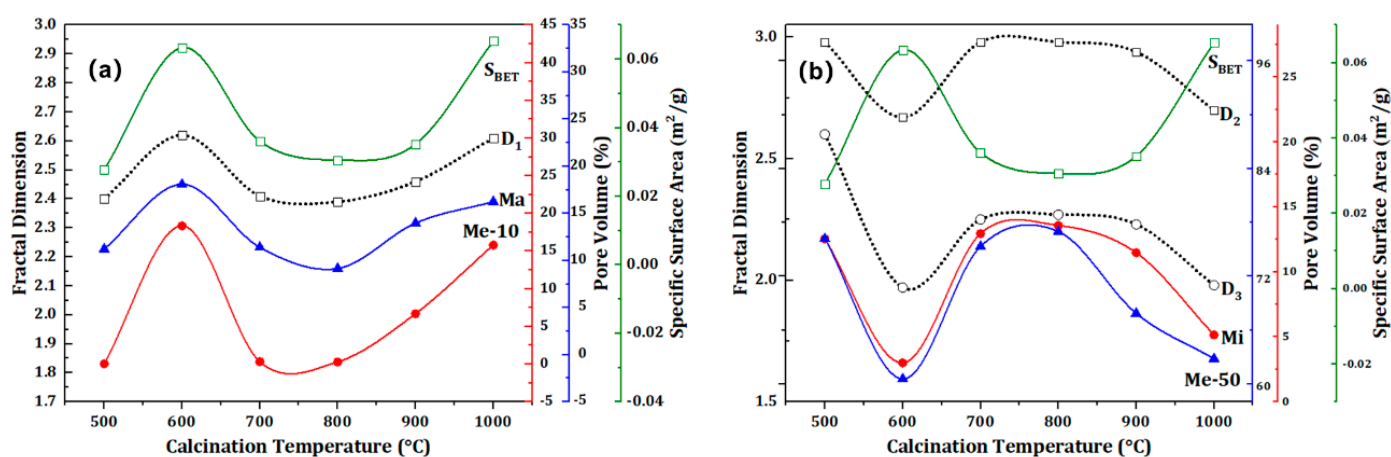 (a)
Fractal Dimension
3.0
2.9
2.8
2.7
2.6
2.5
2.4
2.3
2.2
2.1
2.0
1.9
1.8
1.7
500 600 700 800 900 1000
Calcination Temperature (°C)
S_BET
D_1
Ma
Me-10
45
40
35
30
25
20
15
10
5
0
-5
35
30
25
20
15
10
5
0
-5
Pore Volume (%)
0.06
0.04
0.02
0.00
-0.02
-0.04
Specific Surface Area (m²/g)
(b)
Fractal Dimension
3.0
2.5
2.0
1.5
500 600 700 800 900 1000
Calcination Temperature (°C)
S_BET
D_2
D_3
Mi
Me-50
96
84
72
60
25
20
15
10
5
0
Pore Volume (%)
0.06
0.04
0.02
0.00
-0.02
Specific Surface Area (m²/g)